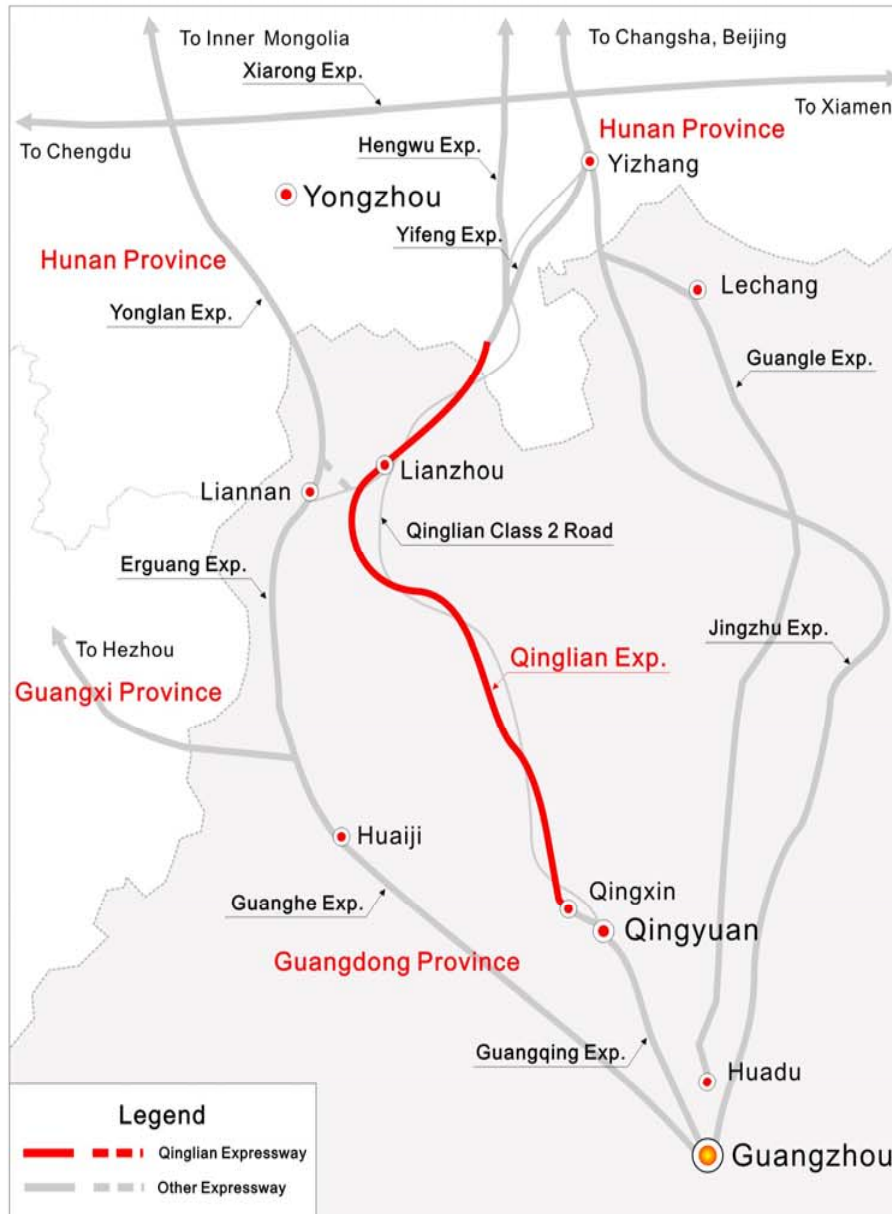 To Inner Mongolia
To Changsha, Beijing
Xiarong Exp.
To Xiamen
To Chengdu
Hengwu Exp.
Hunan Province
Yizhang
Yongzhou
Yifeng Exp.
Hunan Province
Lechang
Yonglan Exp.
Guangle Exp.
Lianzhou
Liannan
Qinglian Class 2 Road
Erguang Exp.
Jingzhu Exp.
To Hezhou
Qinglian Exp.
Guangxi Province
Huaiji
Qingxin
Guanghe Exp.
Qingyuan
Guangdong Province
Guangqing Exp.
Huadu
Legend
Qinglian Expressway
Guangzhou
Other Expressway